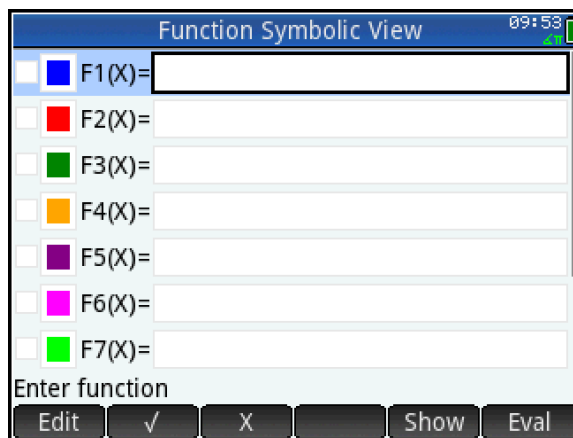 Function Symbolic View 09:53
∡π
F1(X)=
F2(X)=
F3(X)=
F4(X)=
F5(X)=
F6(X)=
F7(X)=
Enter function
Edit √ X Show Eval